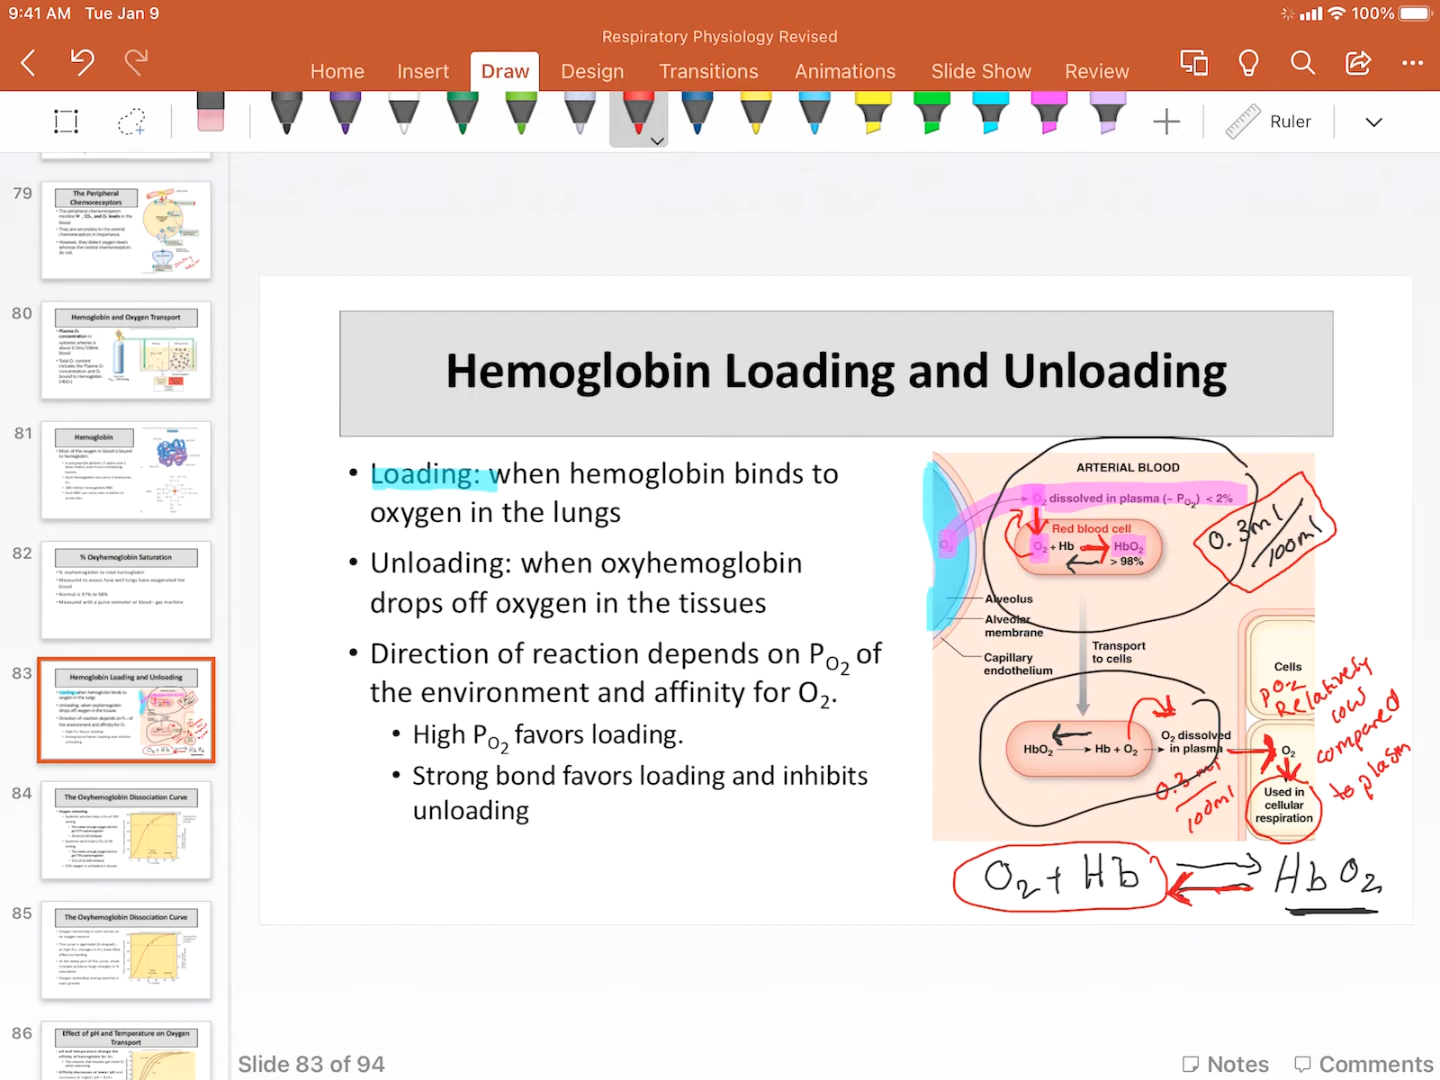 9:41 AM Tue Jan 9
100%
Respiratory Physiology Revised
Home Insert Draw Design Transitions Animations Slide Show Review
Ruler
79
The Peripheral
Chemoreceptors
80
Hemoglobin and Oxygen Transport
81
Hemoglobin
82
% Oxyhemoglobin Saturation
83
Hemoglobin Loading and Unloading
84
The Oxyhemoglobin Dissociation Curve
85
The Oxyhemoglobin Dissociation Curve
86
Effect of pH and Temperature on Oxygen
Transport
Hemoglobin Loading and Unloading
• Loading: when hemoglobin binds to
oxygen in the lungs
• Unloading: when oxyhemoglobin
drops off oxygen in the tissues
• Direction of reaction depends on PO2 of
the environment and affinity for O2.
• High PO2 favors loading.
• Strong bond favors loading and inhibits
unloading
ARTERIAL BLOOD
O2 dissolved in plasma (~ PO2) < 2%
Red blood cell
O2
O2 + Hb → HbO2
> 98%
0.3ml/100ml
Alveolus
Alveolar
membrane
Capillary
endothelium
Transport
to cells
Cells
PO2
Relatively
low
compared
to plasm
HbO2 → Hb + O2 → O2 dissolved
in plasma
O2
0.3ml/100ml
Used in
cellular
respiration
O2 + Hb ⇌ HbO2
Slide 83 of 94
Notes Comments